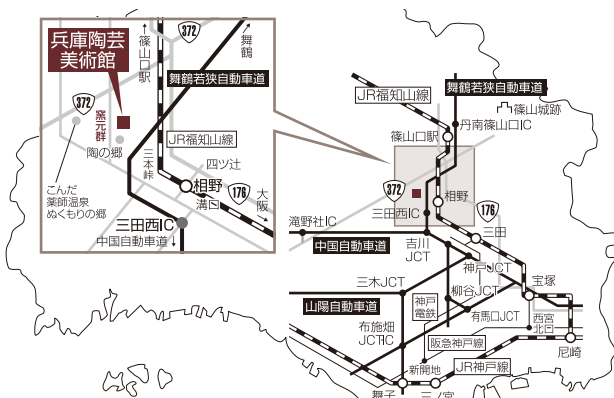 372
↑篠山口駅
舞鶴
兵庫陶芸
美術館
舞鶴若狭自動車道
372
窯元群
陶の郷
JR福知山線
三本峠
四ツ辻
こんだ
薬師温泉
ぬくもりの郷
相野
溝口
176
大阪
三田西IC
中国自動車道
JR福知山線
舞鶴若狭自動車道
篠山城跡
丹南篠山口IC
篠山口駅
372
相野
三田西IC
176
滝野社IC
中国自動車道
吉川
JCT
三田
神戸JCT
三木JCT
柳谷JCT
宝塚
山陽自動車道
神戸
電鉄
有馬口JCT
西宮
北口
布施畑
JCTIC
阪急神戸線
尼崎
新開地
JR神戸線
舞子
三ノ宮